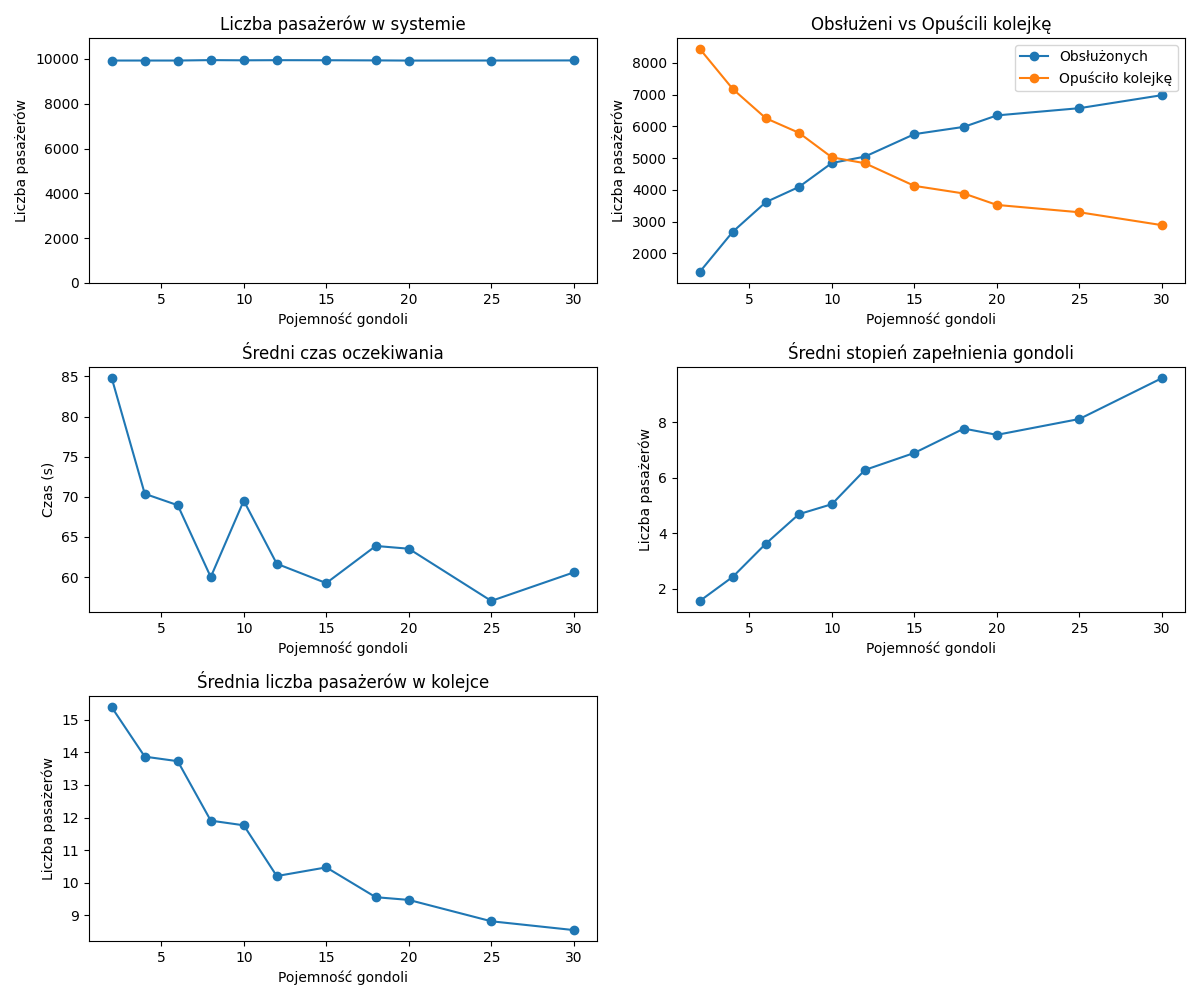 Liczba pasażerów w systemie
Liczba pasażerów
10000
8000
6000
4000
2000
0
5 10 15 20 25 30
Pojemność gondoli
Obsłużeni vs Opuścili kolejkę
Obsłużonych
Opuściło kolejkę
Liczba pasażerów
8000
7000
6000
5000
4000
3000
2000
5 10 15 20 25 30
Pojemność gondoli
Średni czas oczekiwania
Czas (s)
85
80
75
70
65
60
5 10 15 20 25 30
Pojemność gondoli
Średni stopień zapełnienia gondoli
Liczba pasażerów
8
6
4
2
5 10 15 20 25 30
Pojemność gondoli
Średnia liczba pasażerów w kolejce
Liczba pasażerów
15
14
13
12
11
10
9
5 10 15 20 25 30
Pojemność gondoli